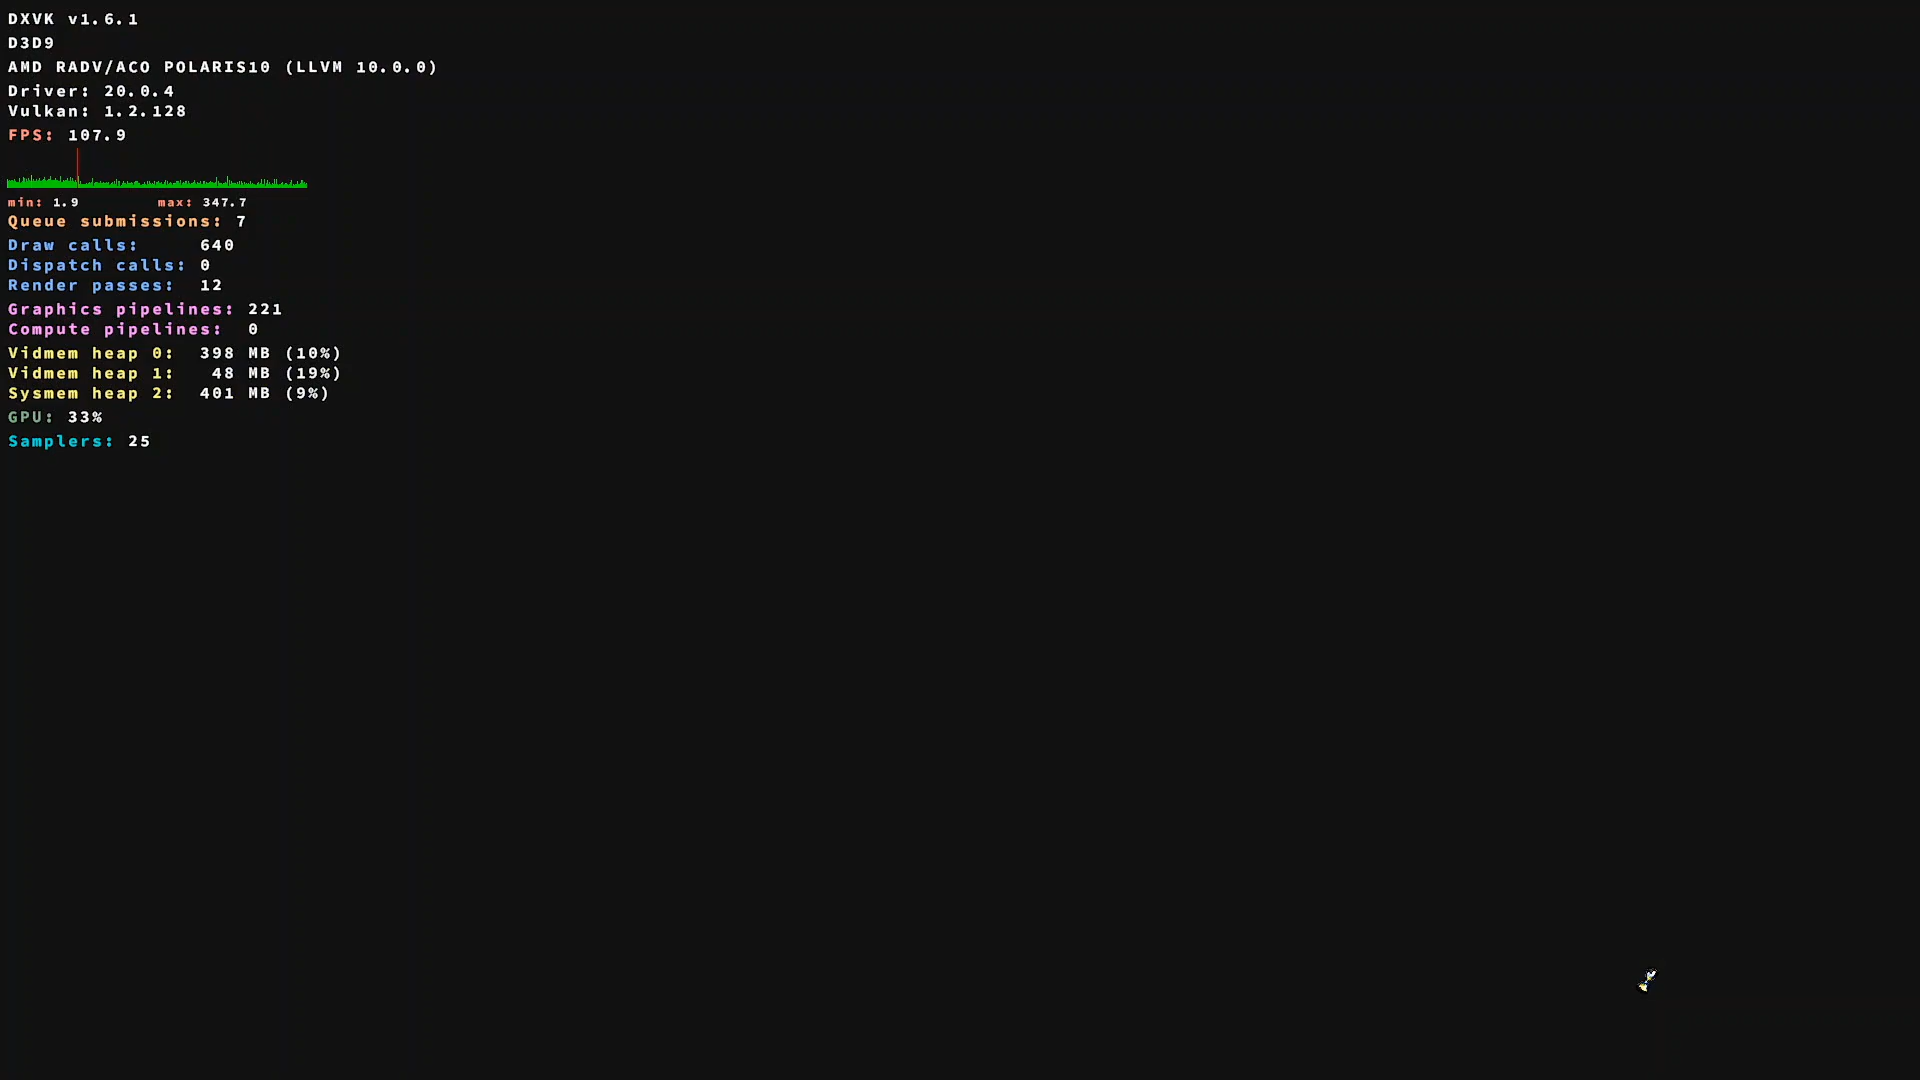 DXVK v1.6.1
D3D9
AMD RADV/ACO POLARIS10 (LLVM 10.0.0)
Driver: 20.0.4
Vulkan: 1.2.128
FPS: 107.9
min: 1.9 max: 347.7
Queue submissions: 7
Draw calls: 640
Dispatch calls: 0
Render passes: 12
Graphics pipelines: 221
Compute pipelines: 0
Vidmem heap 0: 398 MB (10%)
Vidmem heap 1: 48 MB (19%)
Sysmem heap 2: 401 MB (9%)
GPU: 33%
Samplers: 25